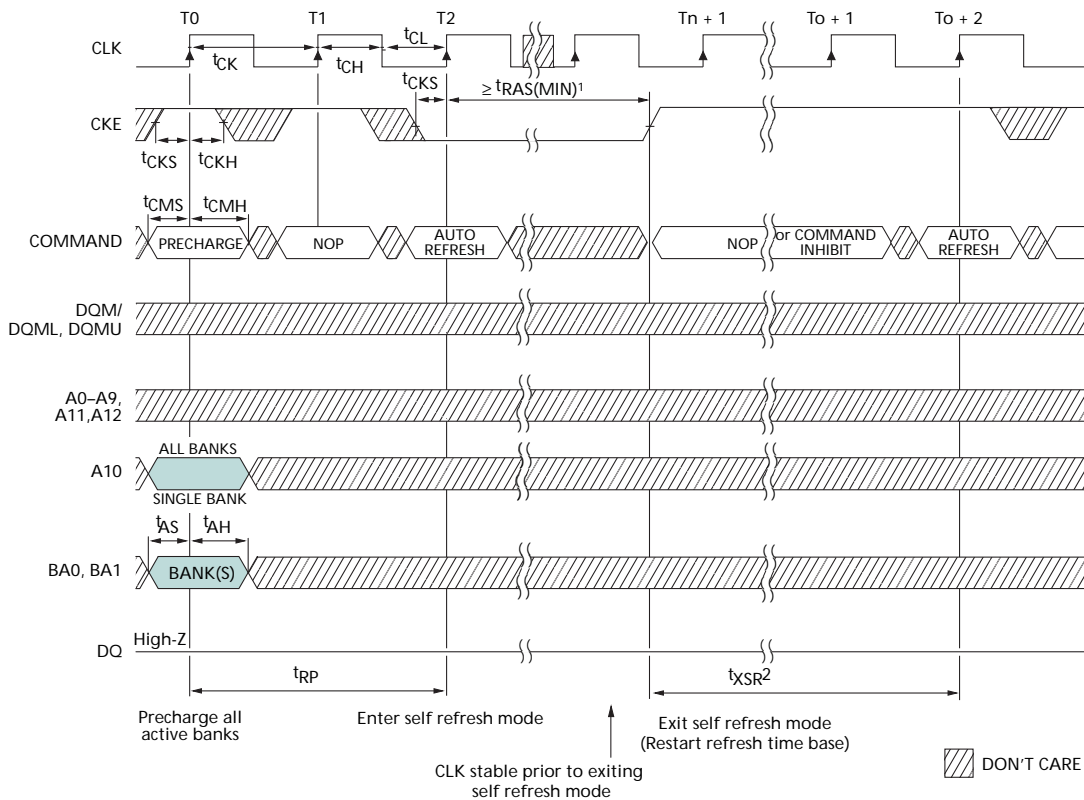 T0 T1 T2 Tn + 1 To + 1 To + 2
CLK
tCK tCH tCL
tCKS ≥ tRAS(MIN)¹
CKE
tCKS tCKH
tCMS tCMH
COMMAND PRECHARGE NOP AUTO REFRESH NOP or COMMAND INHIBIT AUTO REFRESH
DQM/
DQML, DQMU
A0–A9,
A11,A12
ALL BANKS
A10
SINGLE BANK
tAS tAH
BA0, BA1 BANK(S)
High-Z
DQ
tRP tXSR²
Precharge all
active banks
Enter self refresh mode
Exit self refresh mode
(Restart refresh time base)
CLK stable prior to exiting
self refresh mode
DON'T CARE